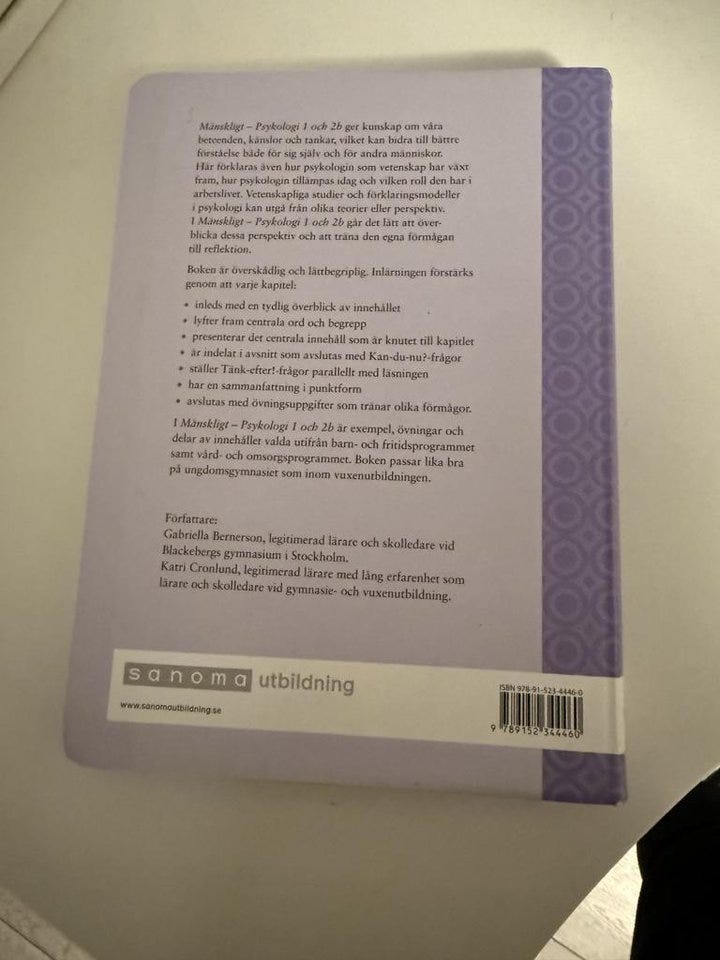 Mänskligt – Psykologi 1 och 2b ger kunskap om våra
beteenden, känslor och tankar, vilket kan bidra till bättre
förståelse både för sig själv och för andra människor.
Här förklaras även hur psykologin som vetenskap har växt
fram, hur psykologin tillämpas idag och vilken roll den har i
arbetslivet. Vetenskapliga studier och förklaringsmodeller
i psykologi kan utgå från olika teorier eller perspektiv.
I Mänskligt – Psykologi 1 och 2b går det lätt att över-
blicka dessa perspektiv och att träna den egna förmågan
till reflektion.
Boken är överskådlig och lättbegriplig. Inlärningen förstärks
genom att varje kapitel:
• inleds med en tydlig överblick av innehållet
• lyfter fram centrala ord och begrepp
• presenterar det centrala innehåll som är knutet till kapitlet
• är indelat i avsnitt som avslutas med Kan-du-nu?-frågor
• ställer Tänk-efter!-frågor parallellt med läsningen
• har en sammanfattning i punktform
• avslutas med övningsuppgifter som tränar olika förmågor.
I Mänskligt – Psykologi 1 och 2b är exempel, övningar och
delar av innehållet valda utifrån barn- och fritidsprogrammet
samt vård- och omsorgsprogrammet. Boken passar lika bra
på ungdomsgymnasiet som inom vuxenutbildningen.
Författare:
Gabriella Bernerson, legitimerad lärare och skolledare vid
Blackebergs gymnasium i Stockholm.
Katri Cronlund, legitimerad lärare med lång erfarenhet som
lärare och skolledare vid gymnasie- och vuxenutbildning.
sanoma utbildning
www.sanomautbildning.se
ISBN 978-91-523-4446-0
9 789152 344460